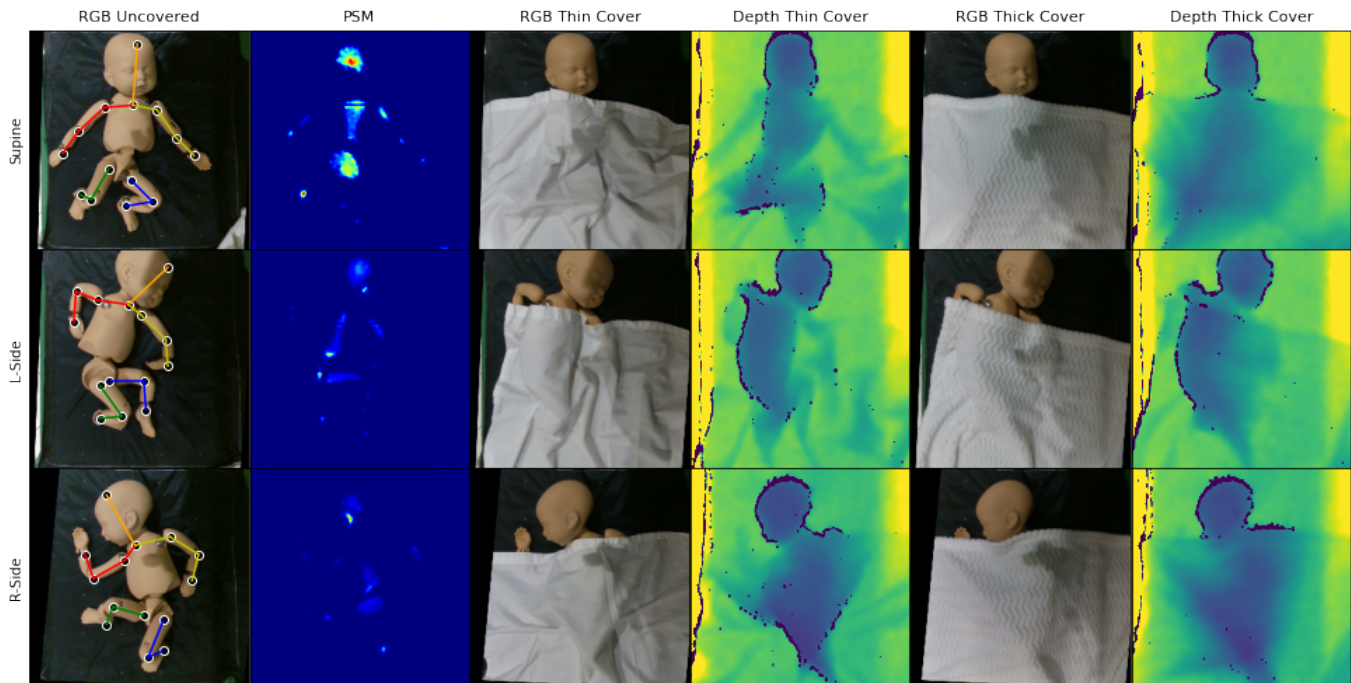 RGB Uncovered
PSM
RGB Thin Cover
Depth Thin Cover
RGB Thick Cover
Depth Thick Cover
Supine
L-Side
R-Side